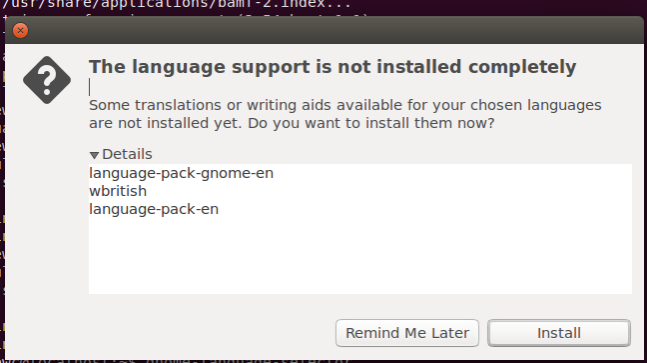 /usr/share/applications/bamf-2.index...
The language support is not installed completely
Some translations or writing aids available for your chosen languages
are not installed yet. Do you want to install them now?
Details
language-pack-gnome-en
wbritish
language-pack-en
Remind Me Later
Install